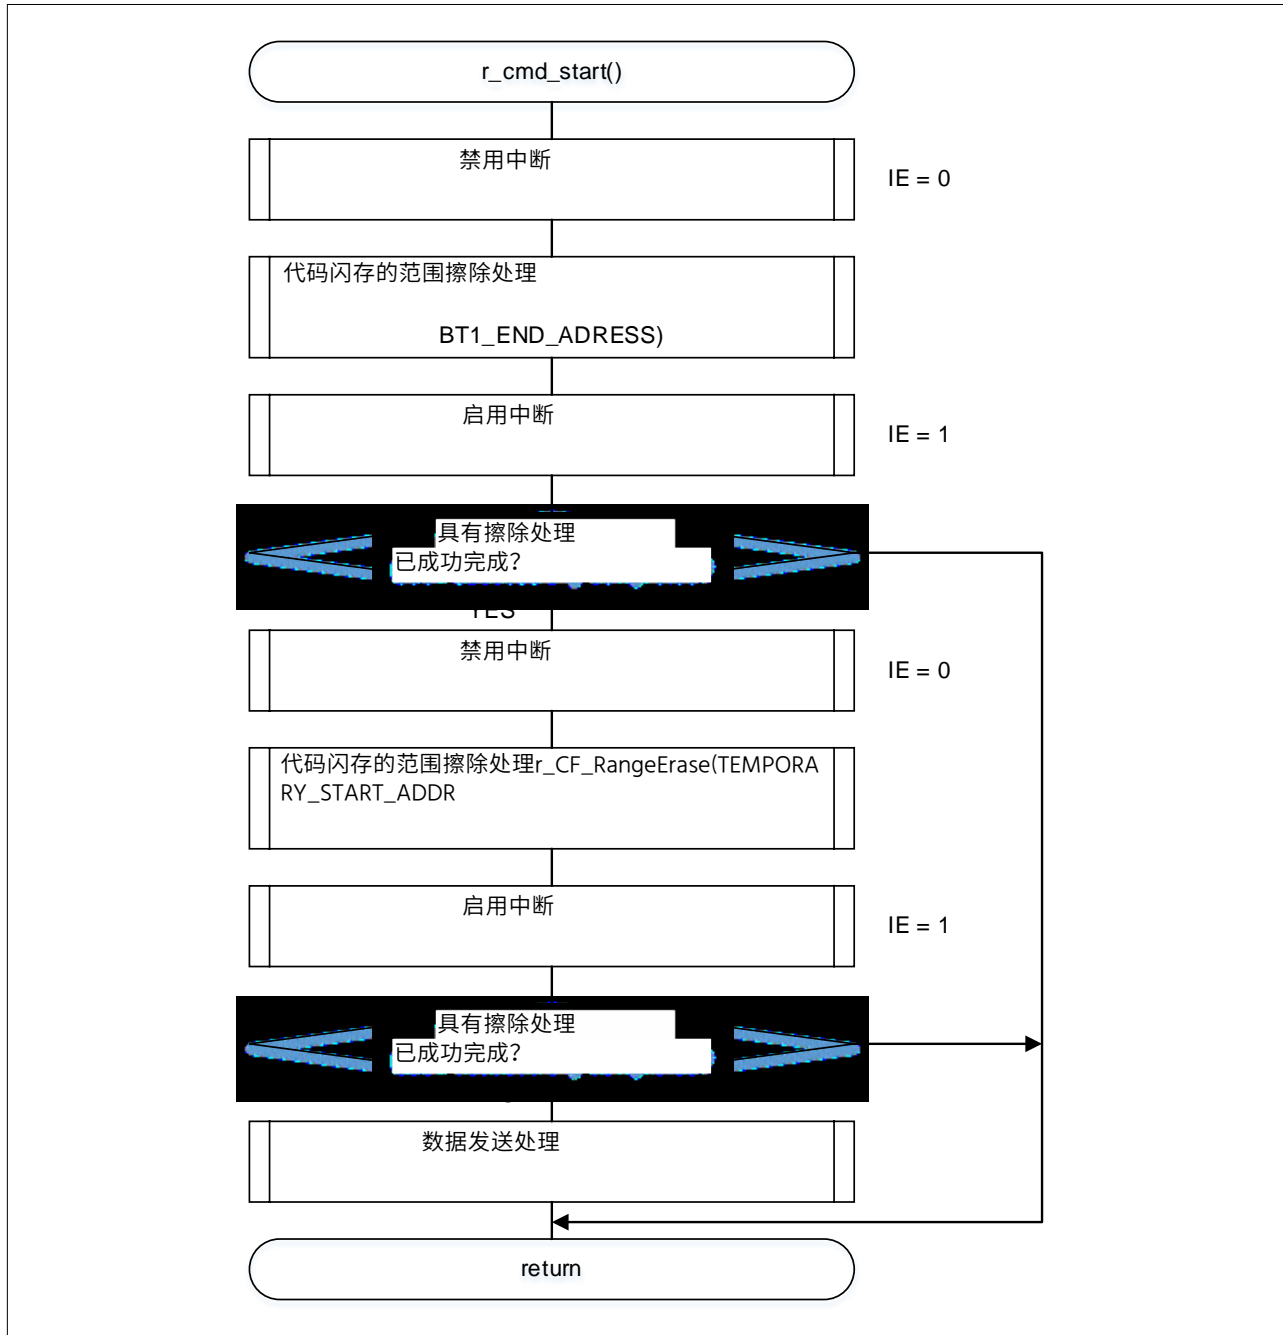 r_cmd_start()
禁用中断
IE = 0
代码闪存的范围擦除处理
BT1_END_ADRESS)
启用中断
IE = 1
具有擦除处理
已成功完成？
YES
禁用中断
IE = 0
代码闪存的范围擦除处理r_CF_RangeErase(TEMPORA
RY_START_ADDR
启用中断
IE = 1
具有擦除处理
已成功完成？
数据发送处理
return